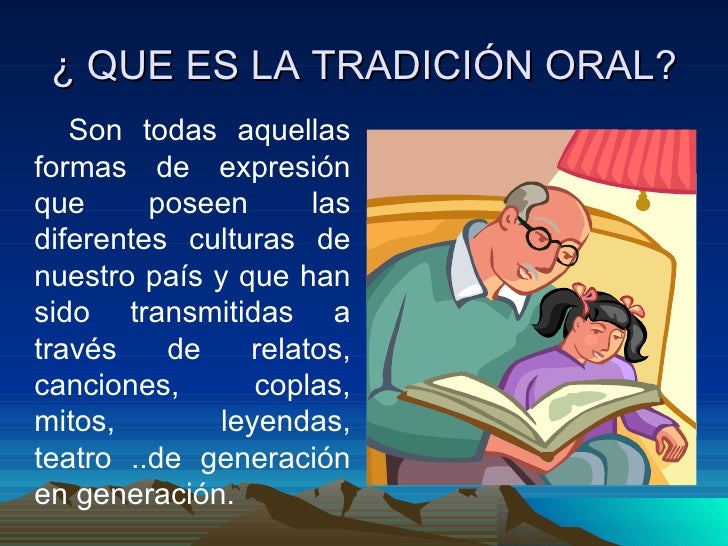 ¿ QUE ES LA TRADICIÓN ORAL?
Son todas aquellas
formas de expresión
que poseen las
diferentes culturas de
nuestro país y que han
sido transmitidas a
través de relatos,
canciones, coplas,
mitos, leyendas,
teatro ..de generación
en generación.